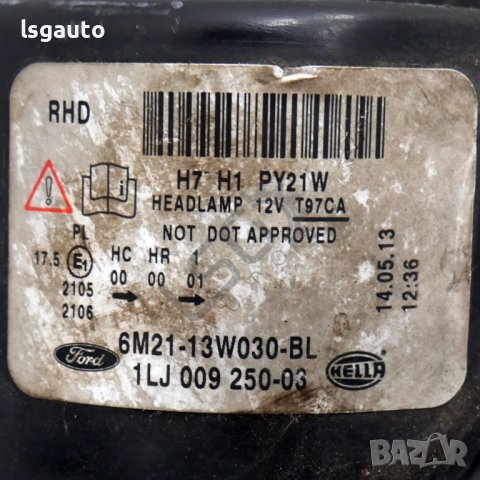 lsgauto
RHD
H7 H1 PY21W
HEADLAMP 12V T97CA
NOT DOT APPROVED
PL HC HR 1
17.5 E1 00 00 01
2105
2106
6M21-13W030-BL
1LJ 009 250-03
Ford
HELLA
14.05.13
12:36
BAZAR